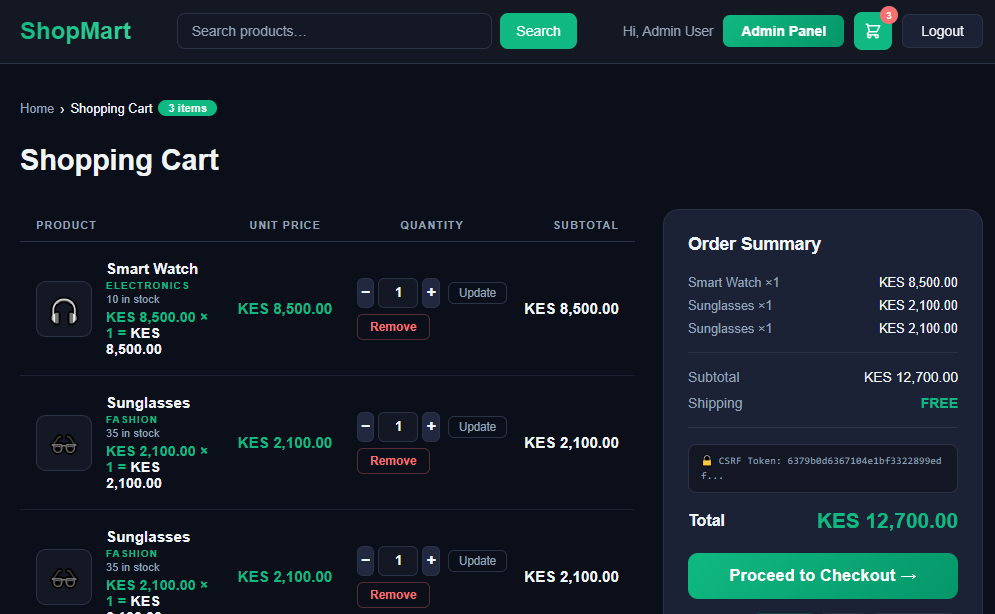 ShopMart
Search products...
Search
Hi, Admin User
Admin Panel
3
Logout
Home › Shopping Cart 3 items
Shopping Cart
PRODUCT UNIT PRICE QUANTITY SUBTOTAL
Smart Watch
ELECTRONICS
10 in stock
KES 8,500.00 ×
1 = KES
8,500.00
KES 8,500.00
− 1 + Update
Remove
KES 8,500.00
Sunglasses
FASHION
35 in stock
KES 2,100.00 ×
1 = KES
2,100.00
KES 2,100.00
− 1 + Update
Remove
KES 2,100.00
Sunglasses
FASHION
35 in stock
KES 2,100.00 ×
1 = KES
KES 2,100.00
− 1 + Update
Remove
KES 2,100.00
Order Summary
Smart Watch ×1 KES 8,500.00
Sunglasses ×1 KES 2,100.00
Sunglasses ×1 KES 2,100.00
Subtotal KES 12,700.00
Shipping FREE
🔒 CSRF Token: 6379b0d6367104e1bf3322899ed
f...
Total KES 12,700.00
Proceed to Checkout →